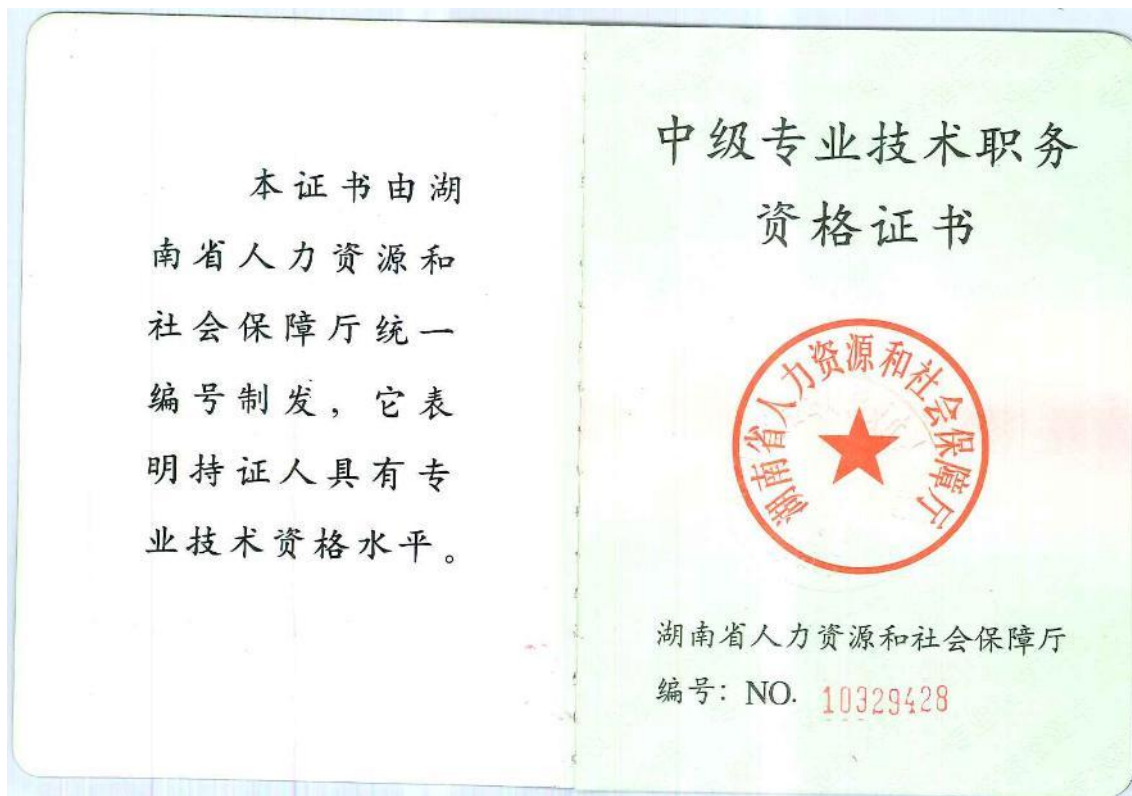 本证书由湖
南省人力资源和
社会保障厅统一
编号制发，它表
明持证人具有专
业技术资格水平。
中级专业技术职务
资格证书
湖南省人力资源和社会保障厅
湖南省人力资源和社会保障厅
编号：NO. 10329428